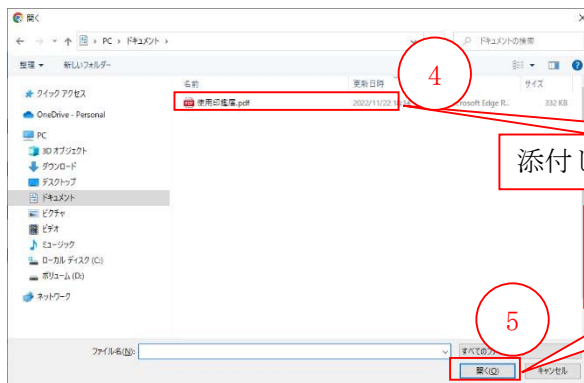 開く
PC › ドキュメント ›
ドキュメントの検索
整理 新しいフォルダー
名前 更新日時 サイズ
クイック アクセス
使用印鑑届.pdf 2022/11/22 332 KB
OneDrive - Personal
PC
3D オブジェクト
ダウンロード
デスクトップ
ドキュメント
ピクチャ
ビデオ
ミュージック
ローカル ディスク (C:)
ボリューム (D:)
ネットワーク
4
添付し
5
ファイル名(N):
開く(O) キャンセル